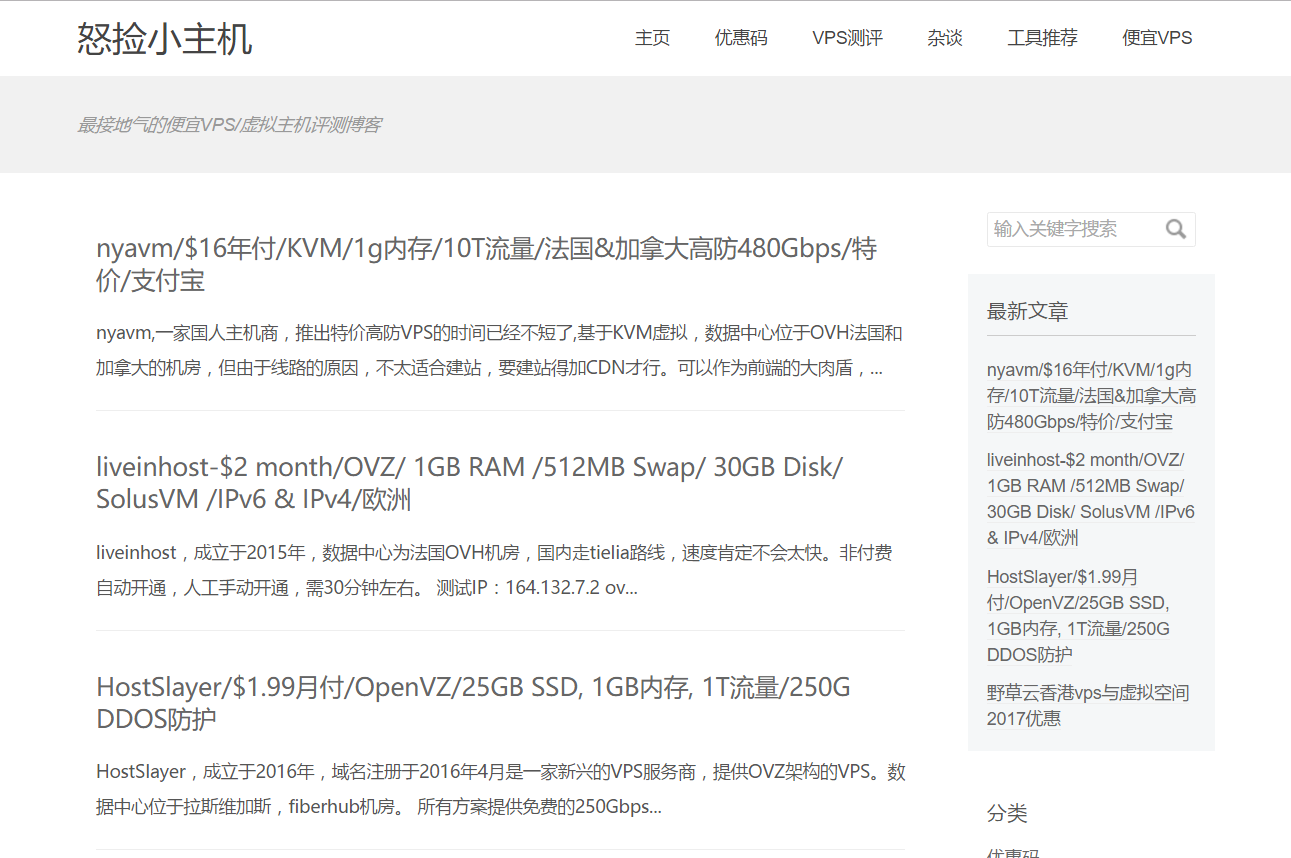 怒捡小主机
主页 优惠码 VPS测评 杂谈 工具推荐 便宜VPS
最接地气的便宜VPS/虚拟主机评测博客
nyavm/$16年付/KVM/1g内存/10T流量/法国&加拿大高防480Gbps/特
价/支付宝
nyavm,一家国人主机商，推出特价高防VPS的时间已经不短了,基于KVM虚拟，数据中心位于OVH法国和
加拿大的机房，但由于线路的原因，不太适合建站，要建站得加CDN才行。可以作为前端的大肉盾，...
liveinhost-$2 month/OVZ/ 1GB RAM /512MB Swap/ 30GB Disk/
SolusVM /IPv6 & IPv4/欧洲
liveinhost，成立于2015年，数据中心为法国OVH机房，国内走tielia路线，速度肯定不会太快。非付费
自动开通，人工手动开通，需30分钟左右。 测试IP：164.132.7.2 ov...
HostSlayer/$1.99月付/OpenVZ/25GB SSD, 1GB内存, 1T流量/250G
DDOS防护
HostSlayer，成立于2016年，域名注册于2016年4月是一家新兴的VPS服务商，提供OVZ架构的VPS。数
据中心位于拉斯维加斯，fiberhub机房。 所有方案提供免费的250Gbps...
输入关键字搜索
最新文章
nyavm/$16年付/KVM/1g内
存/10T流量/法国&加拿大高
防480Gbps/特价/支付宝
liveinhost-$2 month/OVZ/
1GB RAM /512MB Swap/
30GB Disk/ SolusVM /IPv6
& IPv4/欧洲
HostSlayer/$1.99月
付/OpenVZ/25GB SSD,
1GB内存, 1T流量/250G
DDOS防护
野草云香港vps与虚拟空间
2017优惠
分类
优惠码